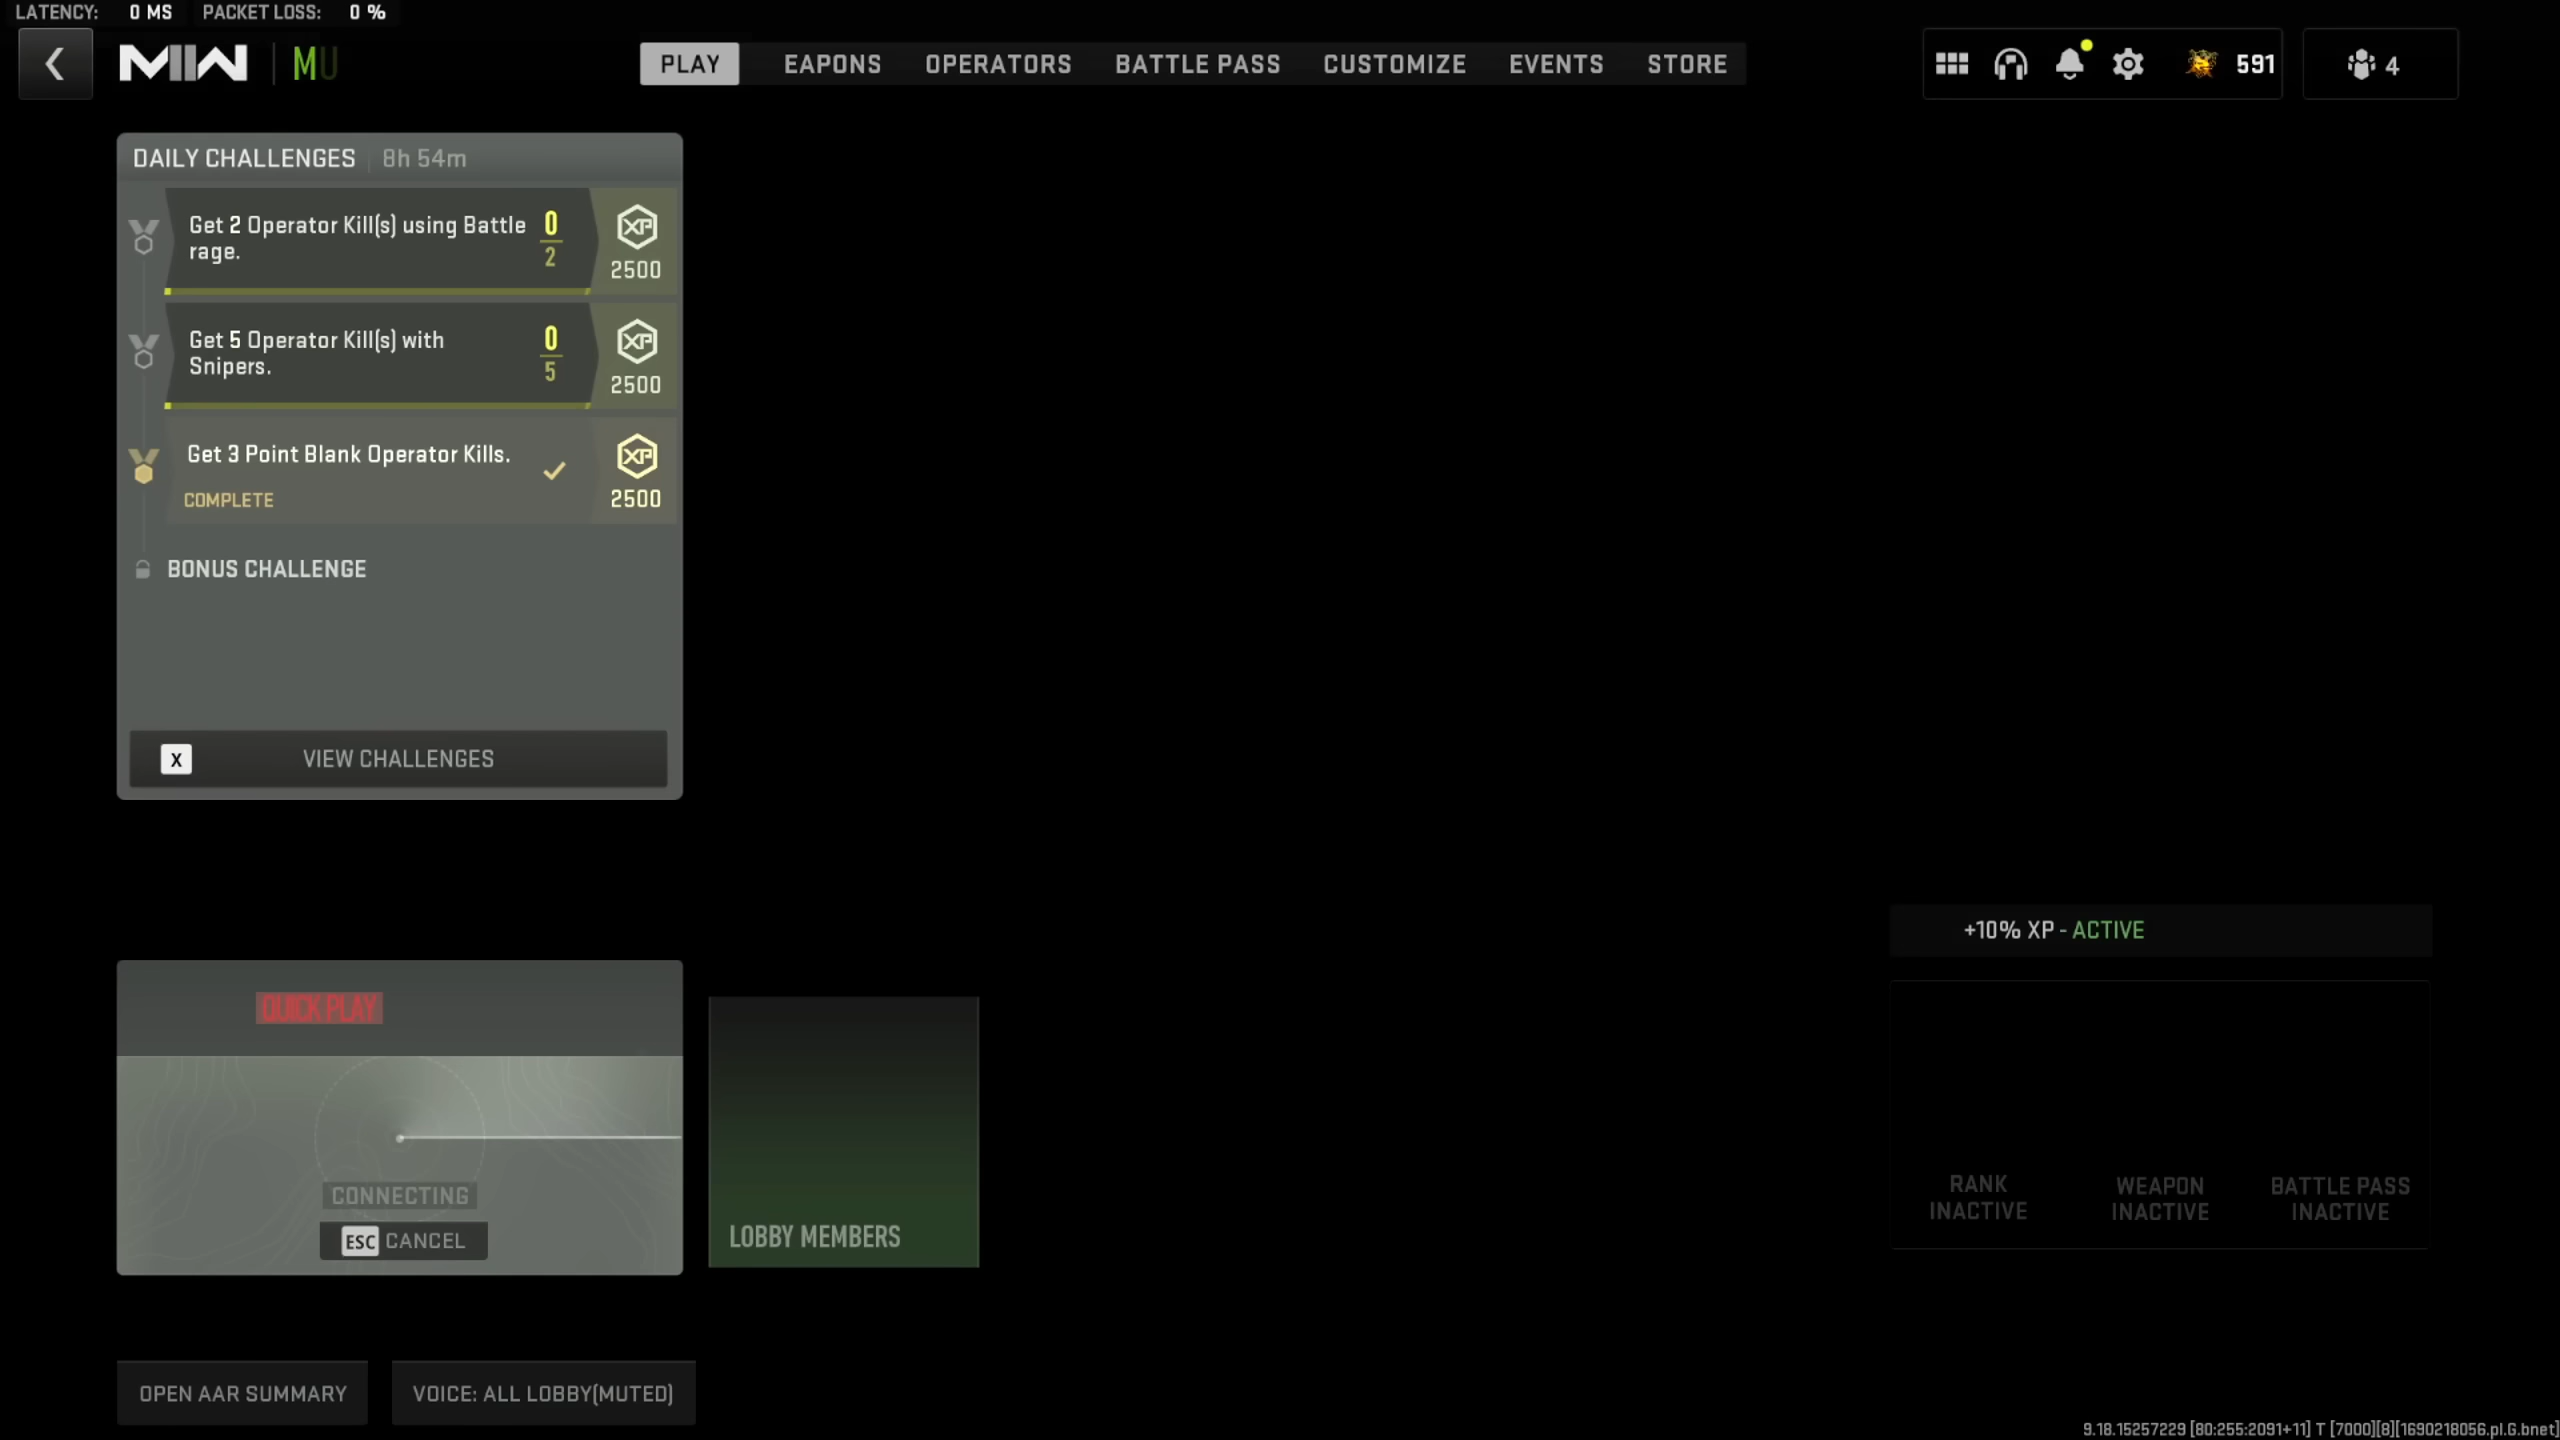 LATENCY: 0 MS PACKET LOSS: 0 %
MIIW MU
PLAY EAPONS OPERATORS BATTLE PASS CUSTOMIZE EVENTS STORE
591
4
DAILY CHALLENGES 8h 54m
Get 2 Operator Kill(s) using Battle
rage.
0
2
2500
Get 5 Operator Kill(s) with
Snipers.
0
5
2500
Get 3 Point Blank Operator Kills.
COMPLETE
2500
BONUS CHALLENGE
X VIEW CHALLENGES
+10% XP - ACTIVE
QUICK PLAY
CONNECTING
ESC CANCEL
LOBBY MEMBERS
RANK
INACTIVE
WEAPON
INACTIVE
BATTLE PASS
INACTIVE
OPEN AAR SUMMARY
VOICE: ALL LOBBY(MUTED)
9.18.15257229 [80:255:2091+11] T [7000][8][1690218056.pl.G.bnet]